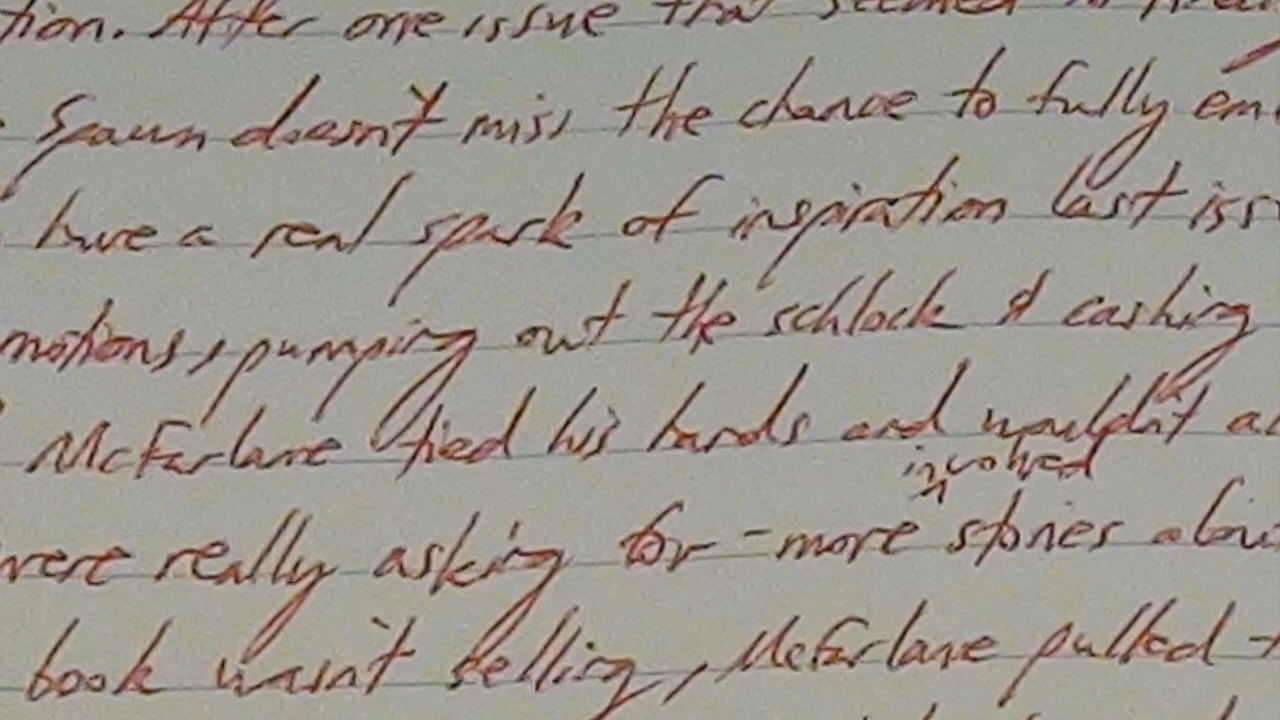 tion. After one issue that seemed
Spawn doesn't miss the chance to fully em
have a real spark of inspiration last iss
motions, pumping out the schlock & cashing
McFarlane tied his hands and wouldn't a
involved
were really asking for - more stories abou
book wasn't selling, McFarlane pulled